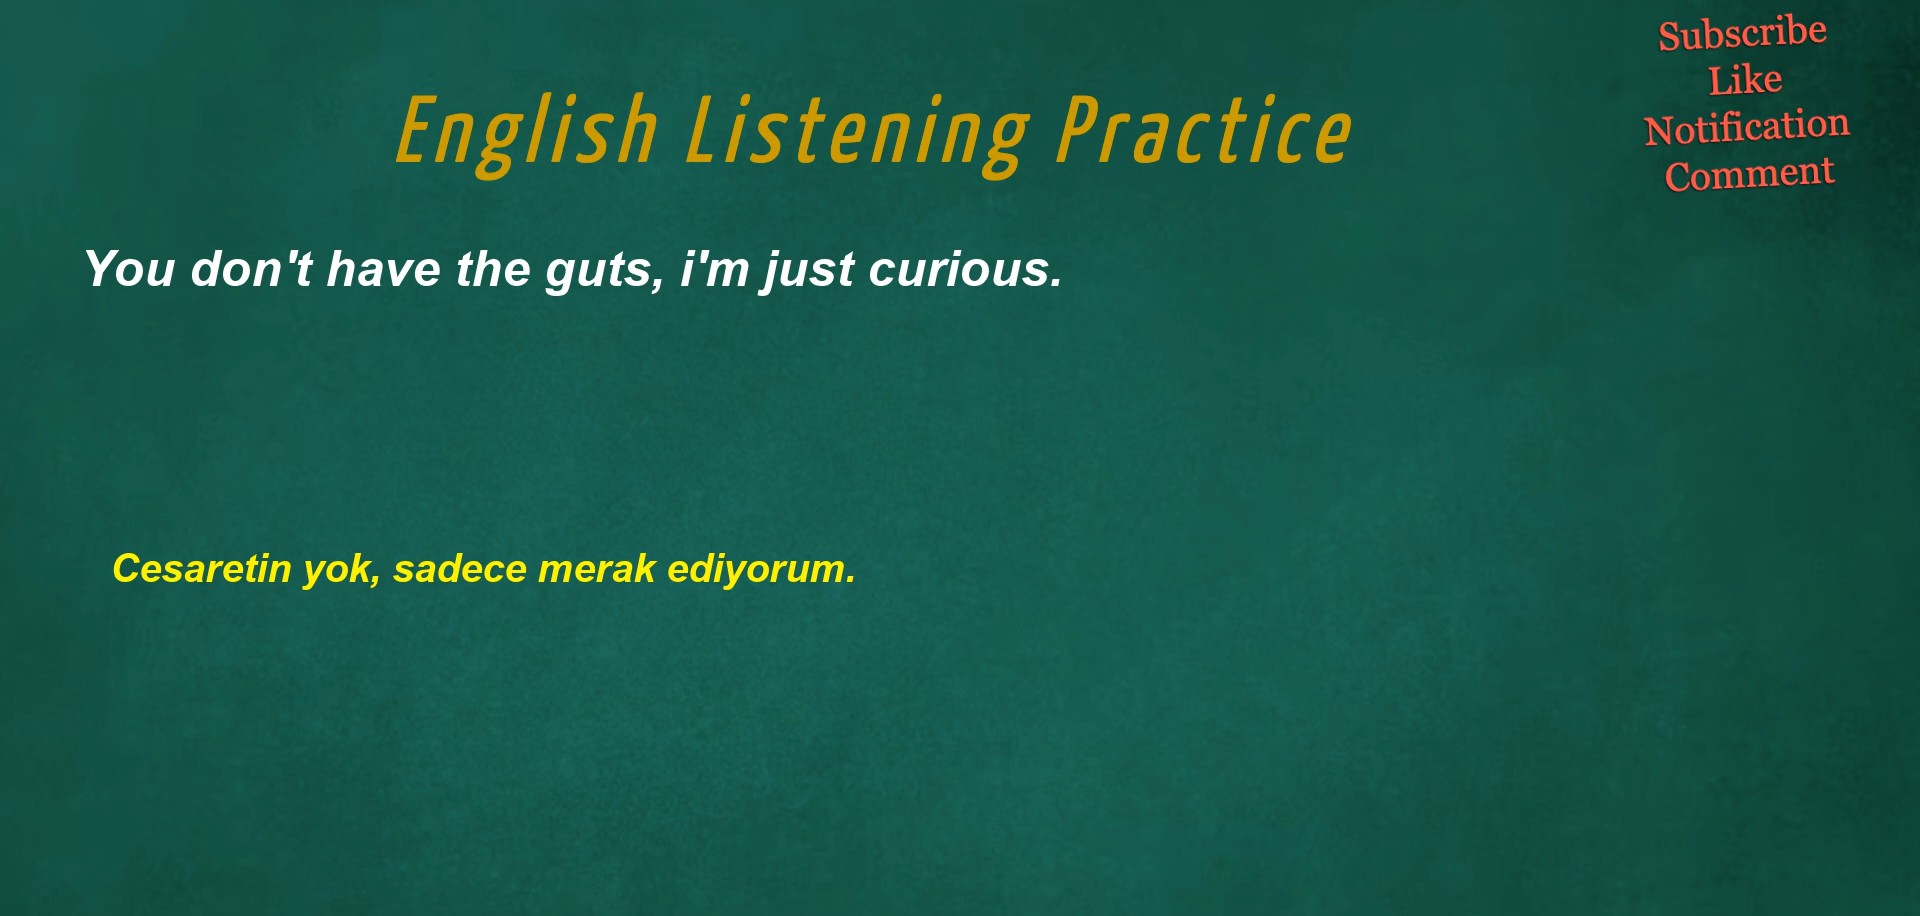 English Listening Practice
Subscribe
Like
Notification
Comment
You don't have the guts, i'm just curious.
Cesaretin yok, sadece merak ediyorum.